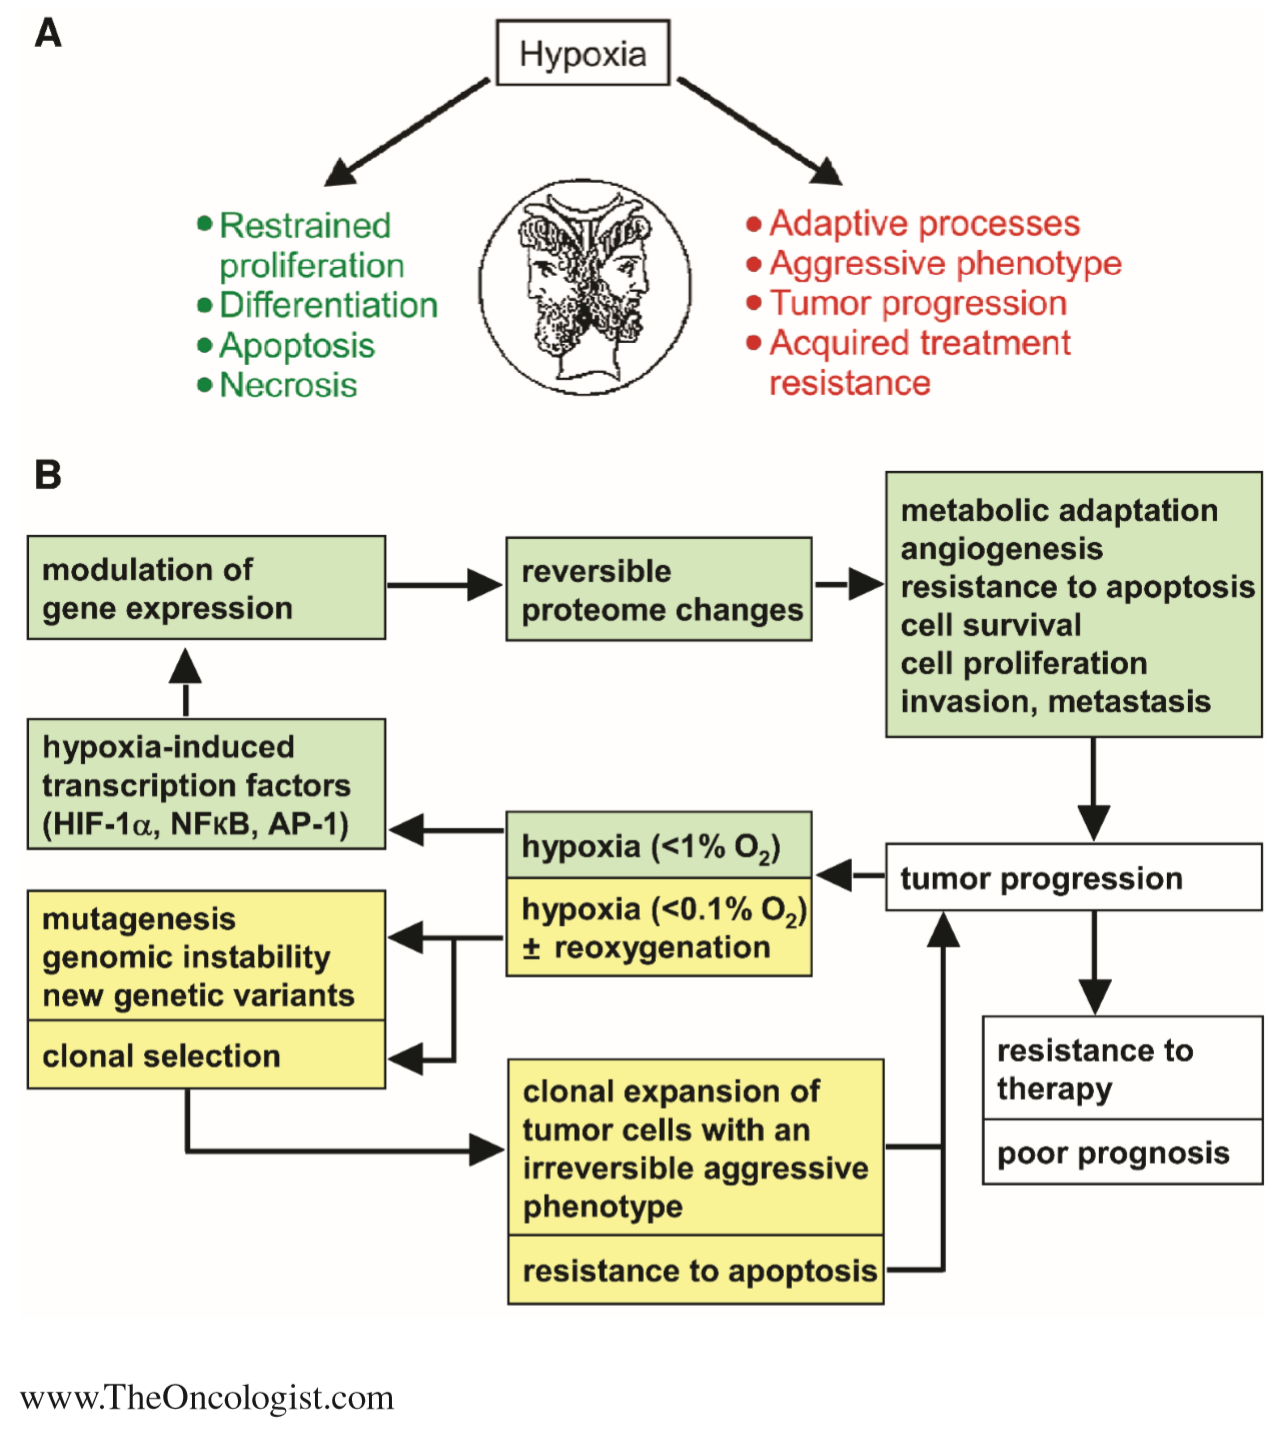 A
Hypoxia
• Restrained
proliferation
• Differentiation
• Apoptosis
• Necrosis
• Adaptive processes
• Aggressive phenotype
• Tumor progression
• Acquired treatment
resistance
B
modulation of
gene expression
reversible
proteome changes
metabolic adaptation
angiogenesis
resistance to apoptosis
cell survival
cell proliferation
invasion, metastasis
hypoxia-induced
transcription factors
(HIF-1α, NFκB, AP-1)
hypoxia (<1% O₂)
hypoxia (<0.1% O₂)
± reoxygenation
tumor progression
mutagenesis
genomic instability
new genetic variants
clonal selection
clonal expansion of
tumor cells with an
irreversible aggressive
phenotype
resistance to apoptosis
resistance to
therapy
poor prognosis
www.TheOncologist.com